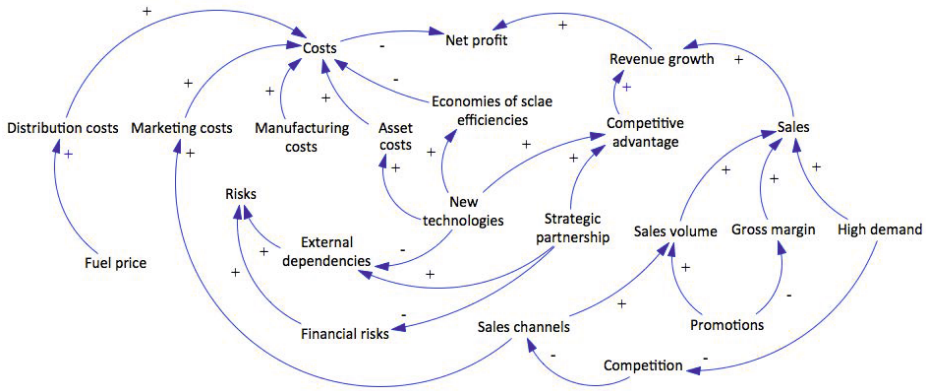 +
Costs
-
Net profit
+
Revenue growth
+
+
-
+
+
+
Economies of sclae
efficiencies
Distribution costs
Marketing costs
Manufacturing
costs
Asset
costs
Competitive
advantage
Sales
+
+
+
+
+
+
+
+
+
Risks
New
technologies
Strategic
partnership
Sales volume
Gross margin
High demand
External
dependencies
+
-
Fuel price
+
+
+
-
-
Financial risks
Sales channels
+
Promotions
-
Competition
-